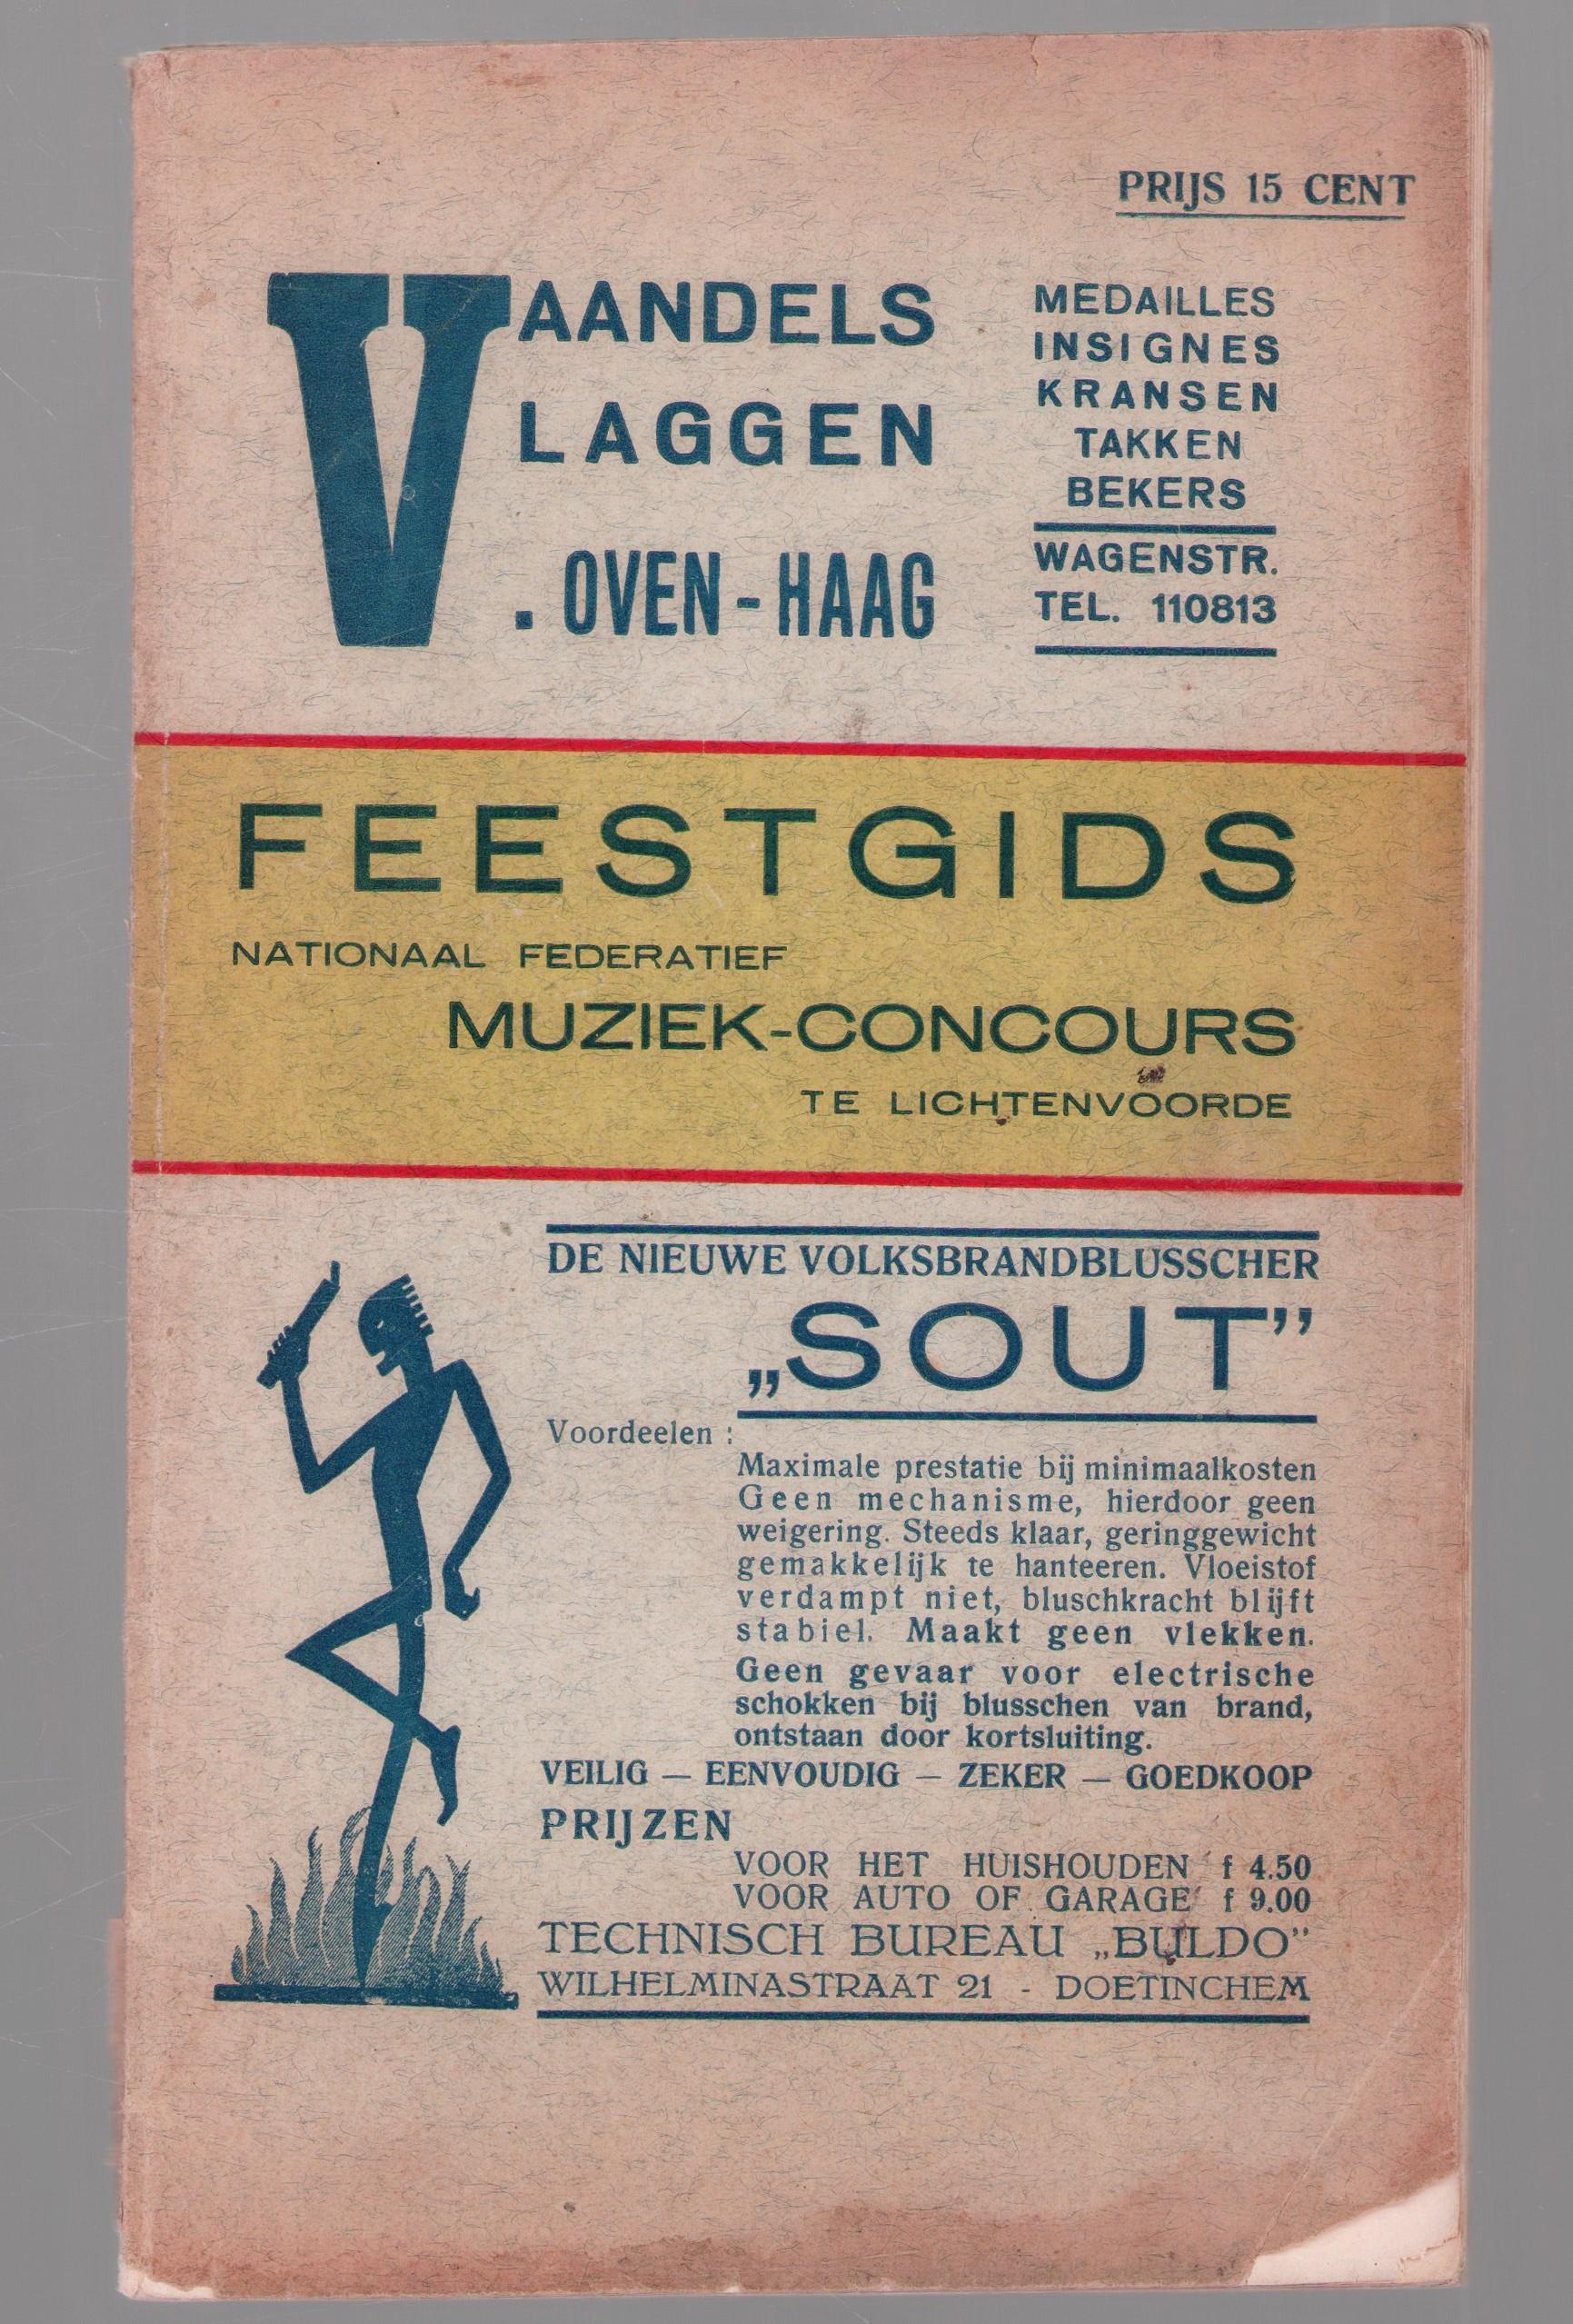 PRIJS 15 CENT
VAANDELS
VLAGGEN
V. OVEN - HAAG
MEDAILLES
INSIGNES
KRANSEN
TAKKEN
BEKERS
WAGENSTR.
TEL. 110813
FEESTGIDS
NATIONAAL FEDERATIEF
MUZIEK-CONCOURS
TE LICHTENVOORDE
DE NIEUWE VOLKSBRANDBLUSSCHER
„SOUT”
Voordeelen :
Maximale prestatie bij minimaalkosten
Geen mechanisme, hierdoor geen
weigering. Steeds klaar, geringgewicht
gemakkelijk te hanteeren. Vloeistof
verdampt niet, bluschkracht blijft
stabiel. Maakt geen vlekken.
Geen gevaar voor electrische
schokken bij blusschen van brand,
ontstaan door kortsluiting.
VEILIG — EENVOUDIG — ZEKER — GOEDKOOP
PRIJZEN
VOOR HET HUISHOUDEN f 4.50
VOOR AUTO OF GARAGE f 9.00
TECHNISCH BUREAU „BULDO”
WILHELMINASTRAAT 21 - DOETINCHEM